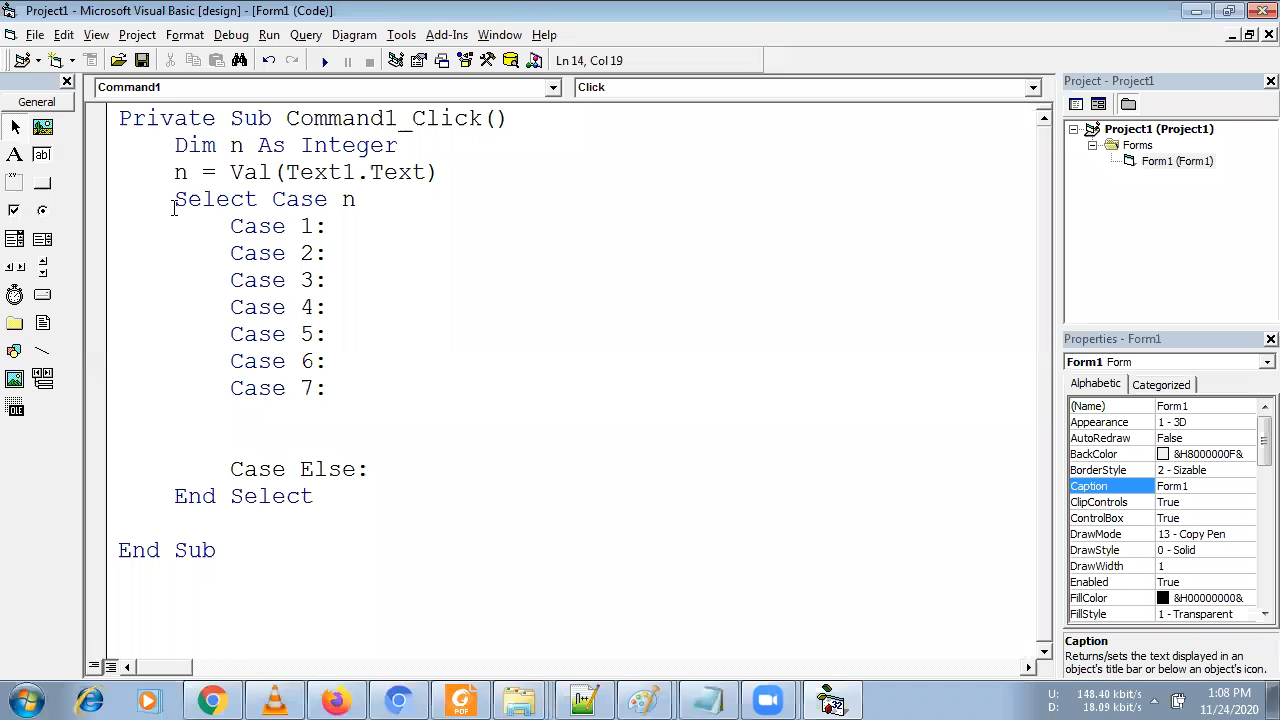 Project1 - Microsoft Visual Basic [design] - [Form1 (Code)]
File Edit View Project Format Debug Run Query Diagram Tools Add-Ins Window Help
Ln 14, Col 19
General
Command1
Click
Private Sub Command1_Click()
Dim n As Integer
n = Val(Text1.Text)
Select Case n
Case 1:
Case 2:
Case 3:
Case 4:
Case 5:
Case 6:
Case 7:
Case Else:
End Select
End Sub
A
ab|
OLE
Project - Project1
Project1 (Project1)
Forms
Form1 (Form1)
Properties - Form1
Form1 Form
Alphabetic Categorized
(Name) Form1
Appearance 1 - 3D
AutoRedraw False
BackColor &H8000000F&
BorderStyle 2 - Sizable
Caption Form1
ClipControls True
ControlBox True
DrawMode 13 - Copy Pen
DrawStyle 0 - Solid
DrawWidth 1
Enabled True
FillColor &H00000000&
FillStyle 1 - Transparent
Caption
Returns/sets the text displayed in an
object's title bar or below an object's icon.
PDF
32
U: 148.40 kbit/s
D: 18.09 kbit/s
1:08 PM
11/24/2020